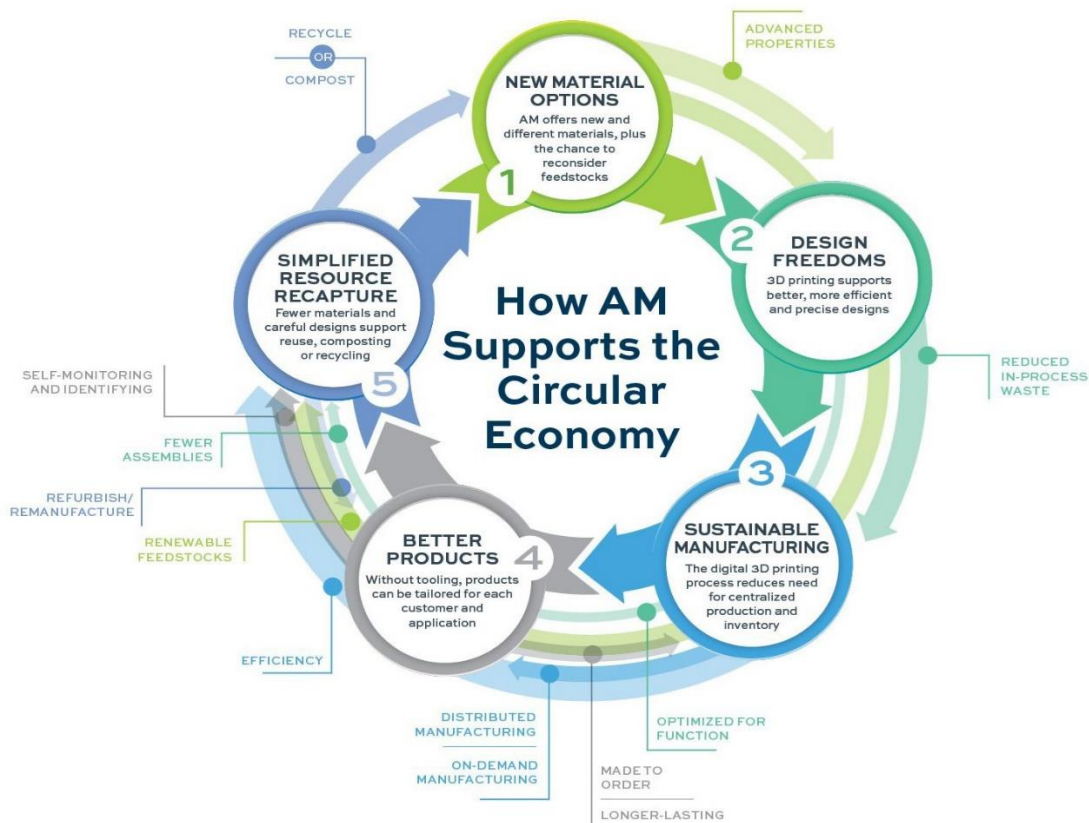 How AM
Supports the
Circular
Economy
1
NEW MATERIAL
OPTIONS
AM offers new and
different materials, plus
the chance to
reconsider
feedstocks
ADVANCED
PROPERTIES
2
DESIGN
FREEDOMS
3D printing supports
better, more efficient
and precise designs
REDUCED
IN-PROCESS
WASTE
3
SUSTAINABLE
MANUFACTURING
The digital 3D printing
process reduces need
for centralized
production and
inventory
OPTIMIZED FOR
FUNCTION
MADE TO
ORDER
LONGER-LASTING
DISTRIBUTED
MANUFACTURING
ON-DEMAND
MANUFACTURING
4
BETTER
PRODUCTS
Without tooling, products
can be tailored for each
customer and
application
EFFICIENCY
RENEWABLE
FEEDSTOCKS
REFURBISH/
REMANUFACTURE
FEWER
ASSEMBLIES
SELF-MONITORING
AND IDENTIFYING
5
SIMPLIFIED
RESOURCE
RECAPTURE
Fewer materials and
careful designs support
reuse, composting
or recycling
RECYCLE
OR
COMPOST